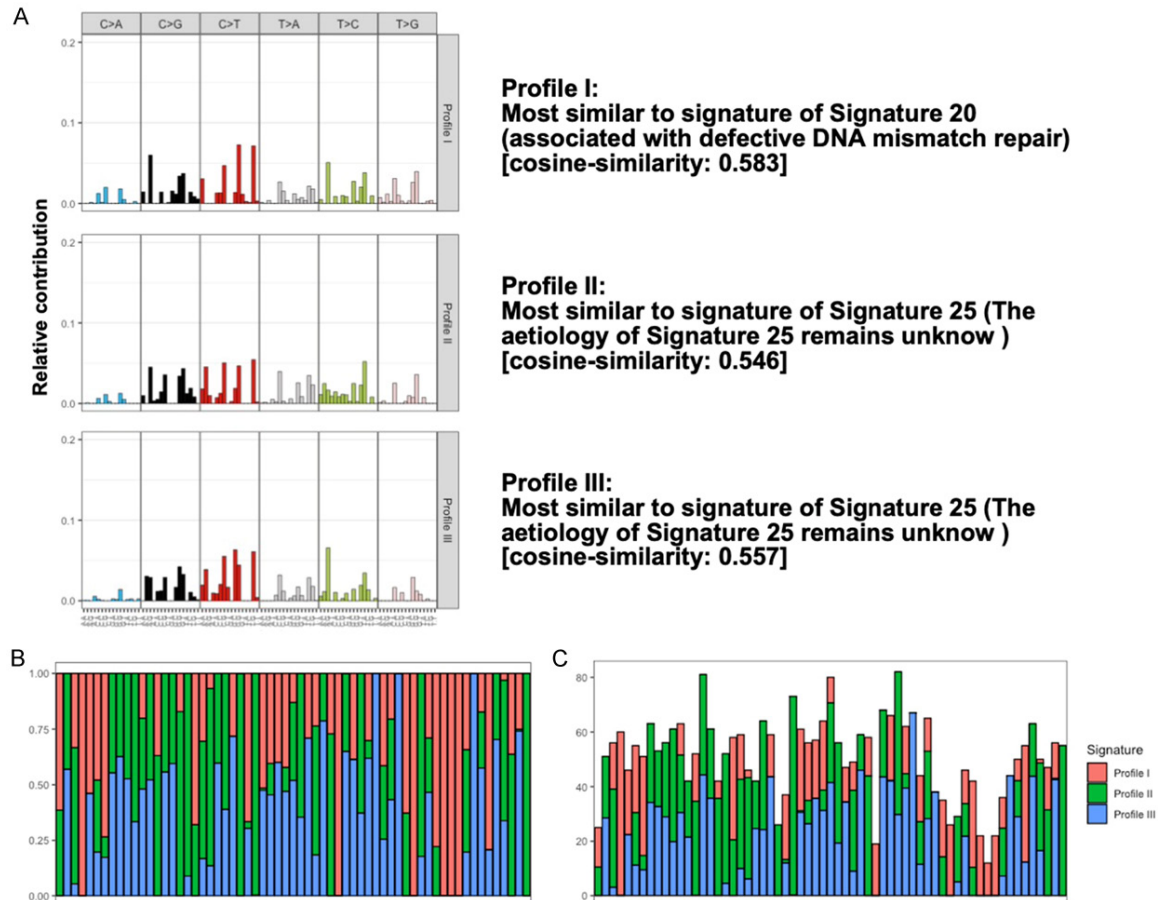 A
C>A C>G C>T T>A T>C T>G
0.2
0.1
0.0
Profile I
Profile I:
Most similar to signature of Signature 20
(associated with defective DNA mismatch repair)
[cosine-similarity: 0.583]
Relative contribution
0.2
0.1
0.0
Profile II
Profile II:
Most similar to signature of Signature 25 (The
aetiology of Signature 25 remains unknow )
[cosine-similarity: 0.546]
0.2
0.1
0.0
Profile III
Profile III:
Most similar to signature of Signature 25 (The
aetiology of Signature 25 remains unknow )
[cosine-similarity: 0.557]
B
1.00
0.75
0.50
0.25
0.00
C
80
60
40
20
0
Signature
Profile I
Profile II
Profile III